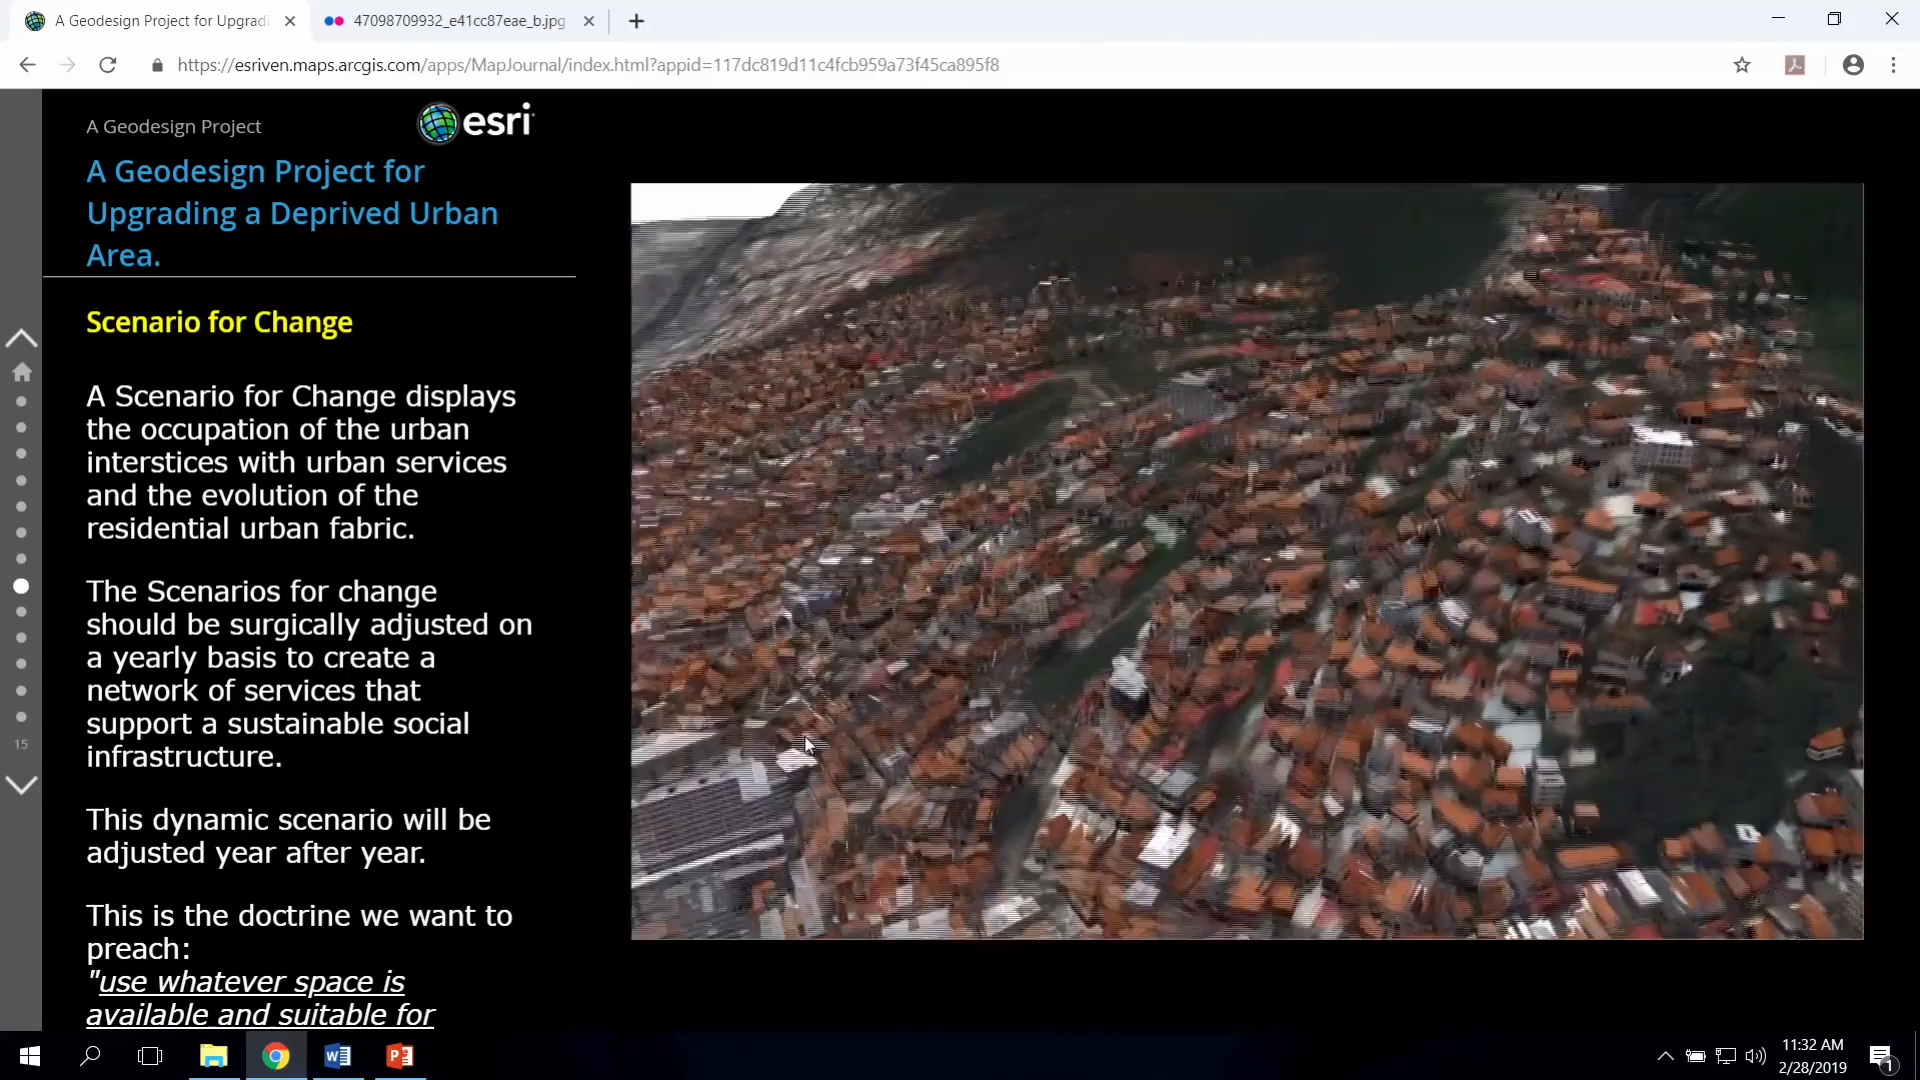 A Geodesign Project for Upgradi
47098709932_e41cc87eae_b.jpg
https://esriven.maps.arcgis.com/apps/MapJournal/index.html?appid=117dc819d11c4fcb959a73f45ca895f8
A Geodesign Project
esri
A Geodesign Project for
Upgrading a Deprived Urban
Area.
Scenario for Change
A Scenario for Change displays
the occupation of the urban
interstices with urban services
and the evolution of the
residential urban fabric.
The Scenarios for change
should be surgically adjusted on
a yearly basis to create a
network of services that
support a sustainable social
infrastructure.
This dynamic scenario will be
adjusted year after year.
This is the doctrine we want to
preach:
"use whatever space is
available and suitable for
15
11:32 AM
2/28/2019
1